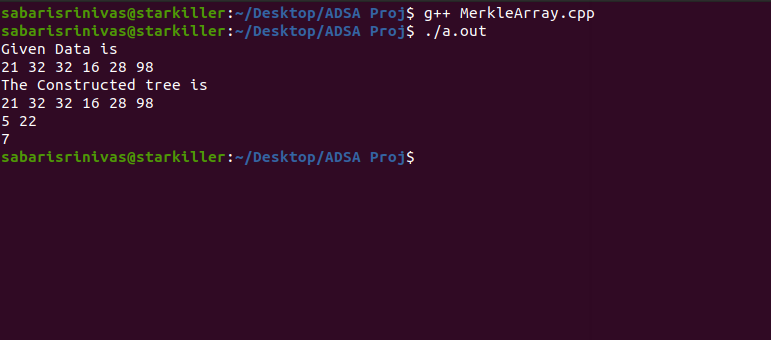 sabarisrinivas@starkiller:~/Desktop/ADSA Proj$ g++ MerkleArray.cpp
sabarisrinivas@starkiller:~/Desktop/ADSA Proj$ ./a.out
Given Data is
21 32 32 16 28 98
The Constructed tree is
21 32 32 16 28 98
5 22
7
sabarisrinivas@starkiller:~/Desktop/ADSA Proj$